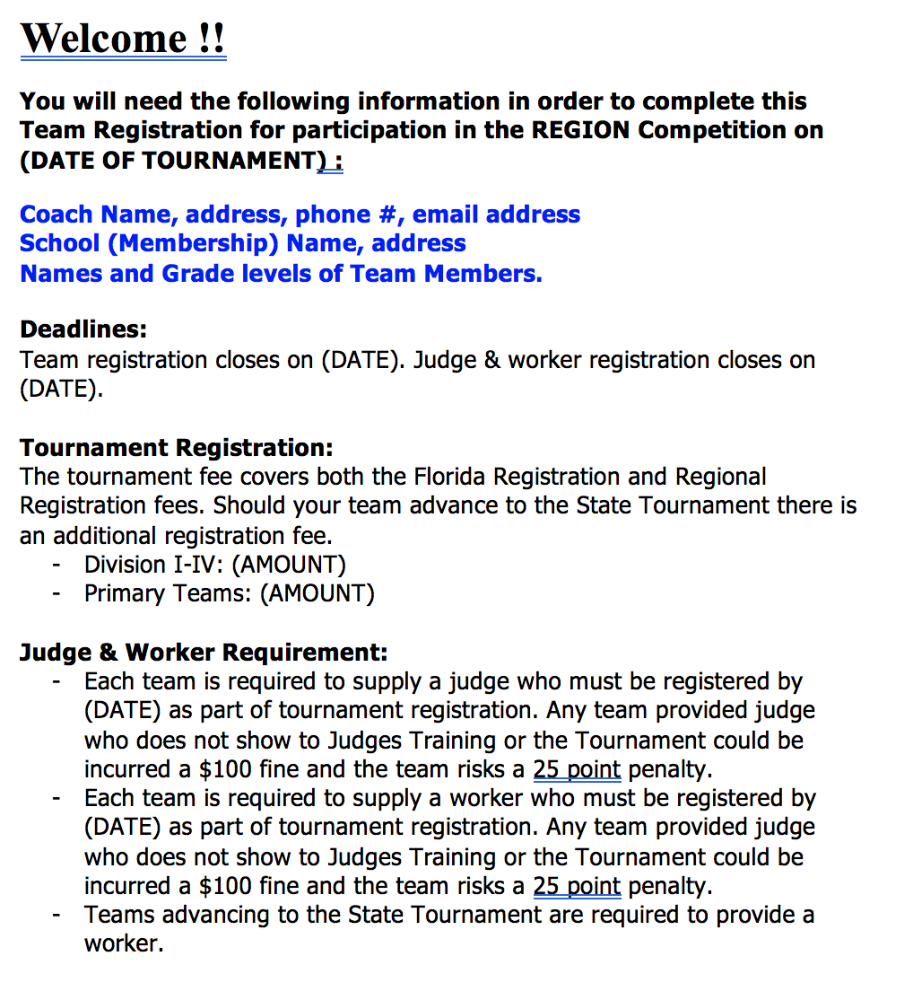 Welcome !!
You will need the following information in order to complete this
Team Registration for participation in the REGION Competition on
(DATE OF TOURNAMENT) :
Coach Name, address, phone #, email address
School (Membership) Name, address
Names and Grade levels of Team Members.
Deadlines:
Team registration closes on (DATE). Judge & worker registration closes on
(DATE).
Tournament Registration:
The tournament fee covers both the Florida Registration and Regional
Registration fees. Should your team advance to the State Tournament there is
an additional registration fee.
- Division I-IV: (AMOUNT)
- Primary Teams: (AMOUNT)
Judge & Worker Requirement:
- Each team is required to supply a judge who must be registered by
(DATE) as part of tournament registration. Any team provided judge
who does not show to Judges Training or the Tournament could be
incurred a $100 fine and the team risks a 25 point penalty.
- Each team is required to supply a worker who must be registered by
(DATE) as part of tournament registration. Any team provided judge
who does not show to Judges Training or the Tournament could be
incurred a $100 fine and the team risks a 25 point penalty.
- Teams advancing to the State Tournament are required to provide a
worker.